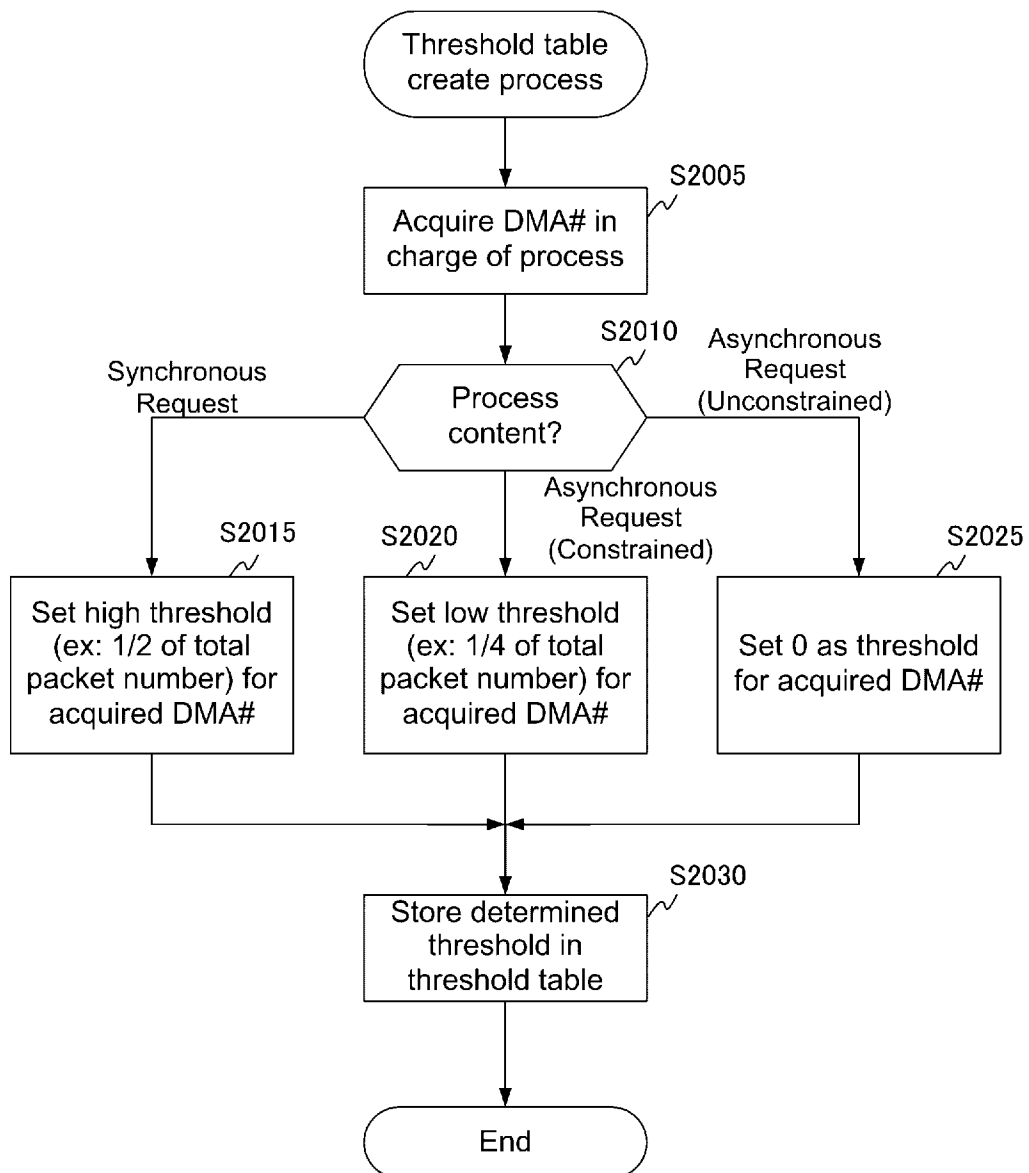 Threshold table
create process
S2005
Acquire DMA# in
charge of process
S2010
Process
content?
Synchronous
Request
Asynchronous
Request
(Unconstrained)
Asynchronous
Request
(Constrained)
S2015
Set high threshold
(ex: 1/2 of total
packet number) for
acquired DMA#
S2020
Set low threshold
(ex: 1/4 of total
packet number) for
acquired DMA#
S2025
Set 0 as threshold
for acquired DMA#
S2030
Store determined
threshold in
threshold table
End